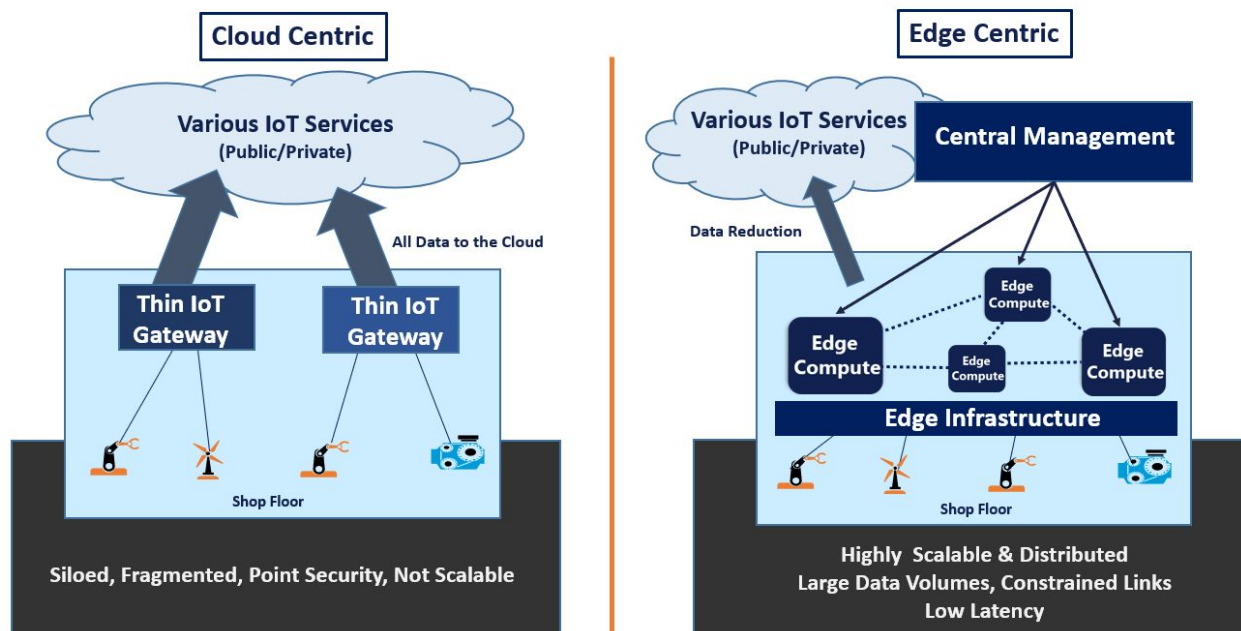 Cloud Centric
Various IoT Services
(Public/Private)
All Data to the Cloud
Thin IoT
Gateway
Thin IoT
Gateway
Shop Floor
Siloed, Fragmented, Point Security, Not Scalable
Edge Centric
Various IoT Services
(Public/Private)
Central Management
Data Reduction
Edge
Compute
Edge
Compute
Edge
Compute
Edge
Compute
Edge Infrastructure
Shop Floor
Highly Scalable & Distributed
Large Data Volumes, Constrained Links
Low Latency